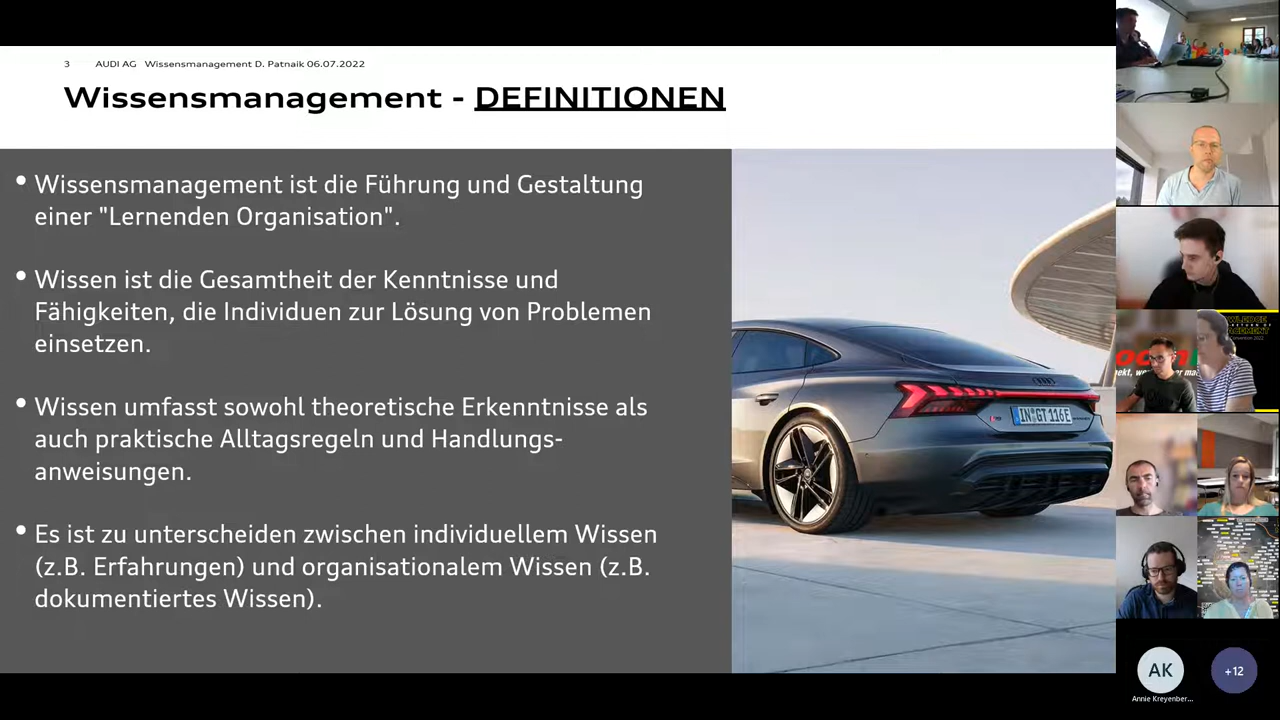 3 AUDI AG Wissensmanagement D. Patnaik 06.07.2022
Wissensmanagement - DEFINITIONEN
• Wissensmanagement ist die Führung und Gestaltung
einer "Lernenden Organisation".
• Wissen ist die Gesamtheit der Kenntnisse und
Fähigkeiten, die Individuen zur Lösung von Problemen
einsetzen.
• Wissen umfasst sowohl theoretische Erkenntnisse als
auch praktische Alltagsregeln und Handlungs-
anweisungen.
• Es ist zu unterscheiden zwischen individuellem Wissen
(z.B. Erfahrungen) und organisationalem Wissen (z.B.
dokumentiertes Wissen).
IN GT 116E
AK
+12
Annie Kreyenber...